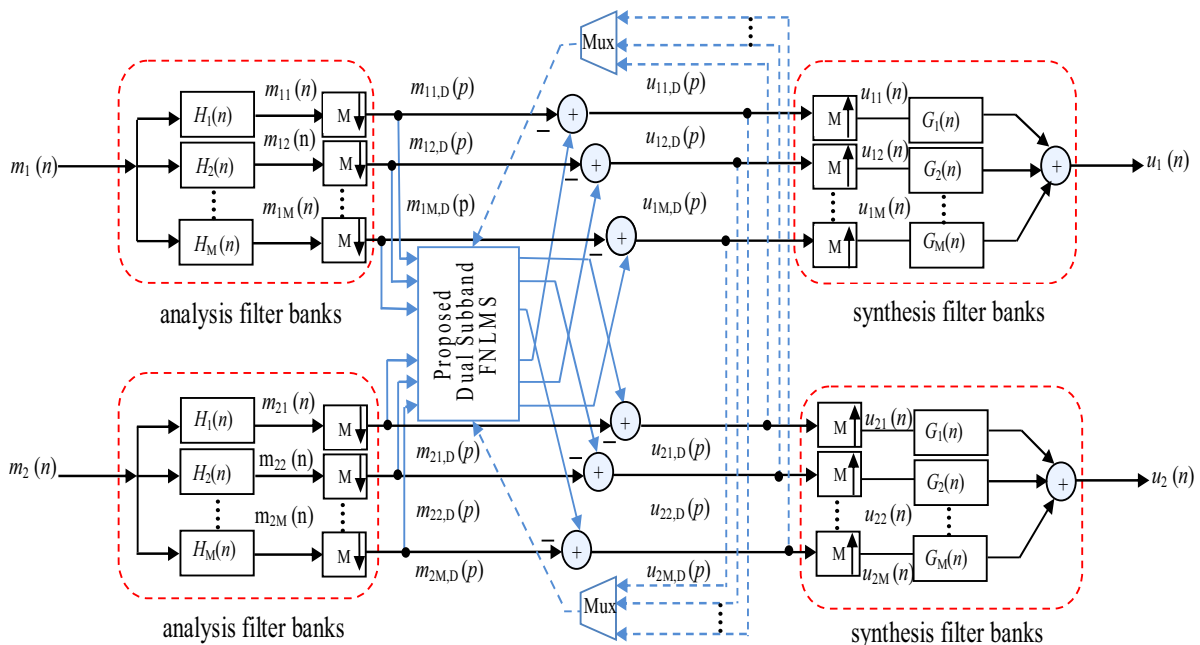 Mux
m₁₁(n) m₁₁,D(p) u₁₁,D(p) u₁₁(n)
H₁(n) M + M G₁(n)
−
m₁₂(n) m₁₂,D(p) u₁₂,D(p) u₁₂(n)
m₁(n) H₂(n) M + M G₂(n) + u₁(n)
−
m₁M(n) m₁M,D(p) u₁M,D(p) u₁M(n)
HM(n) M + M GM(n)
−
analysis filter banks synthesis filter banks
Proposed
Dual Subband
FNLMS
m₂₁(n) u₂₁(n)
H₁(n) M + M G₁(n)
−
m₂₂(n) m₂₁,D(p) u₂₁,D(p)
m₂(n) H₂(n) M − + M G₂(n) + u₂(n)
m₂M(n) m₂₂,D(p) u₂₂,D(p) u₂₂(n)
HM(n) M − + M GM(n)
m₂M,D(p) u₂M,D(p) u₂M(n)
Mux
analysis filter banks synthesis filter banks